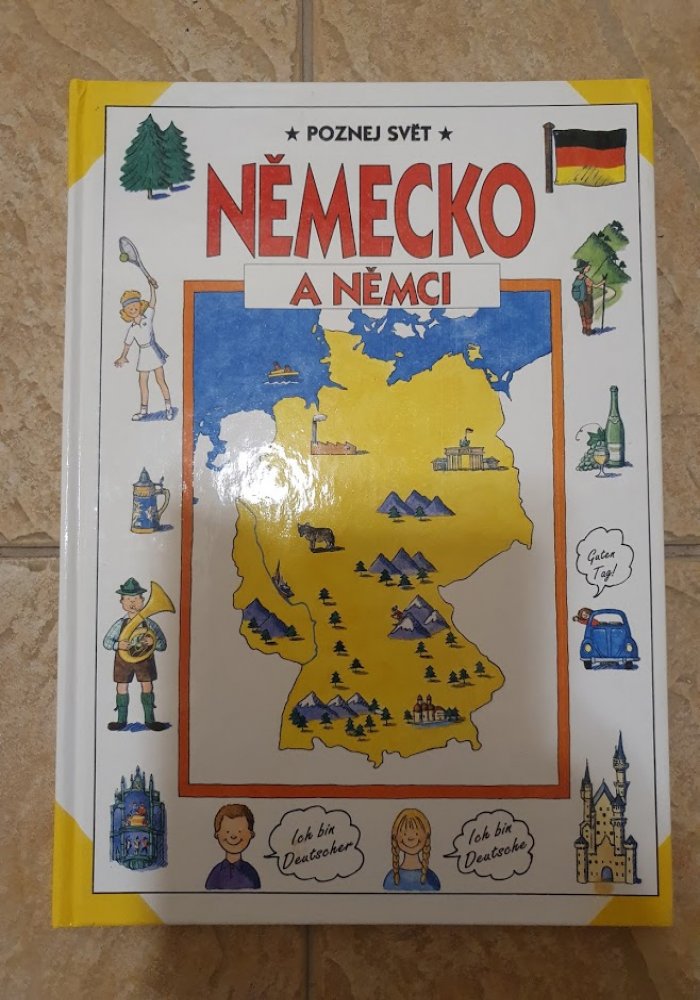 ★ POZNEJ SVĚT ★
NĚMECKO
A NĚMCI
Guten
Tag!
Ich bin
Deutscher
Ich bin
Deutsche